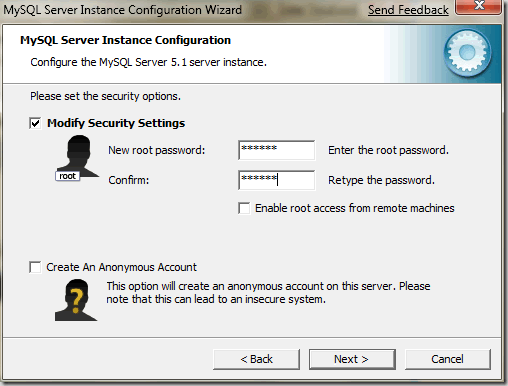 MySQL Server Instance Configuration Wizard
Send Feedback
MySQL Server Instance Configuration
Configure the MySQL Server 5.1 server instance.
Please set the security options.
Modify Security Settings
New root password:
******
Enter the root password.
root
Confirm:
******
Retype the password.
Enable root access from remote machines
Create An Anonymous Account
This option will create an anonymous account on this server. Please
note that this can lead to an insecure system.
< Back
Next >
Cancel